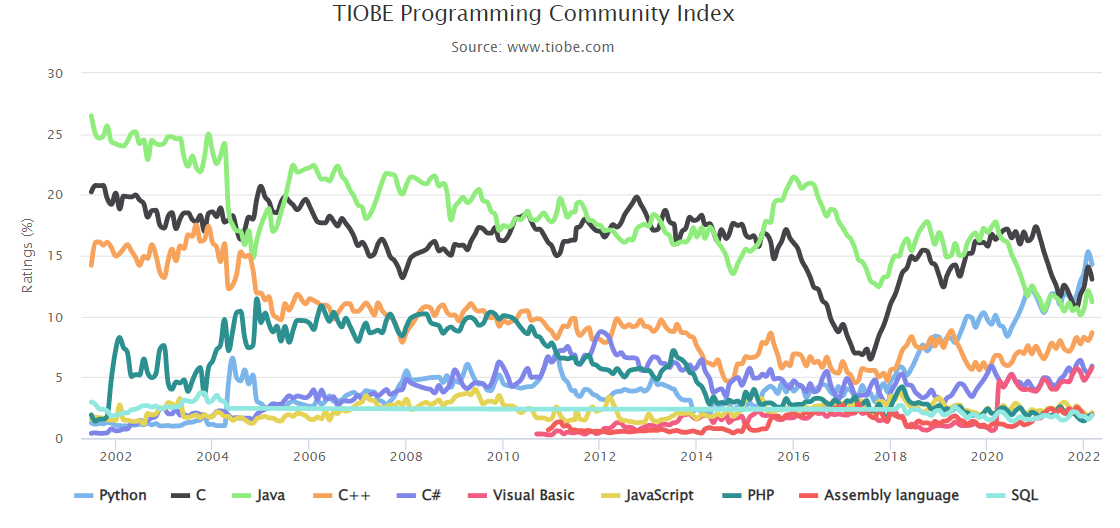 TIOBE Programming Community Index
Source: www.tiobe.com
Ratings (%)
30
25
20
15
10
5
0
2002 2004 2006 2008 2010 2012 2014 2016 2018 2020 2022
Python C Java C++ C# Visual Basic JavaScript PHP Assembly language SQL